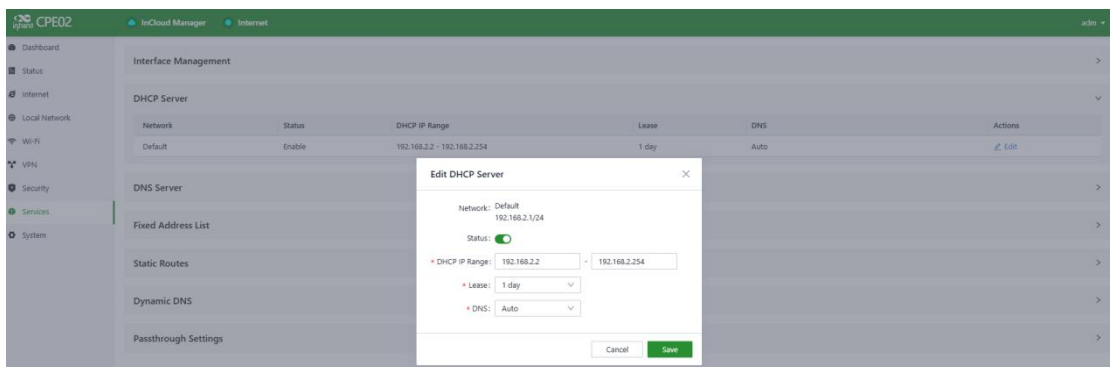 inhand CPE02
InCloud Manager
Internet
adm
Dashboard
Status
Internet
Local Network
Wi-Fi
VPN
Security
Services
System
Interface Management
DHCP Server
Network Status DHCP IP Range Lease DNS Actions
Default Enable 192.168.2.2 - 192.168.2.254 1 day Auto Edit
DNS Server
Fixed Address List
Static Routes
Dynamic DNS
Passthrough Settings
Edit DHCP Server
Network: Default
192.168.2.1/24
Status:
* DHCP IP Range: 192.168.2.2 - 192.168.2.254
* Lease: 1 day
* DNS: Auto
Cancel Save